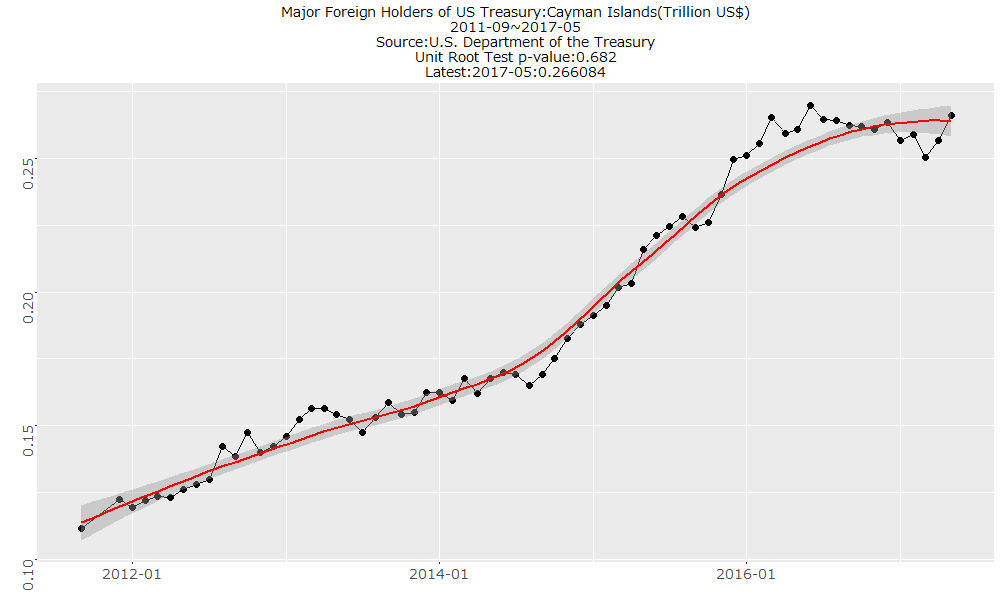 Major Foreign Holders of US Treasury:Cayman Islands(Trillion US$)
2011-09~2017-05
Source:U.S. Department of the Treasury
Unit Root Test p-value:0.682
Latest:2017-05:0.266084
0.25
0.20
0.15
0.10
2012-01
2014-01
2016-01